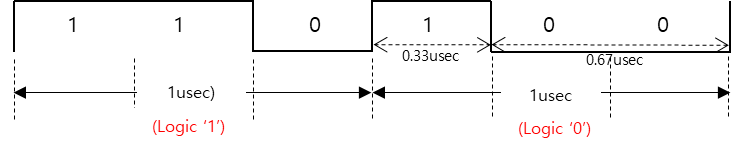 1 1 0 1 0 0
0.33usec 0.67usec
1usec) 1usec
(Logic ‘1’) (Logic ‘0’)